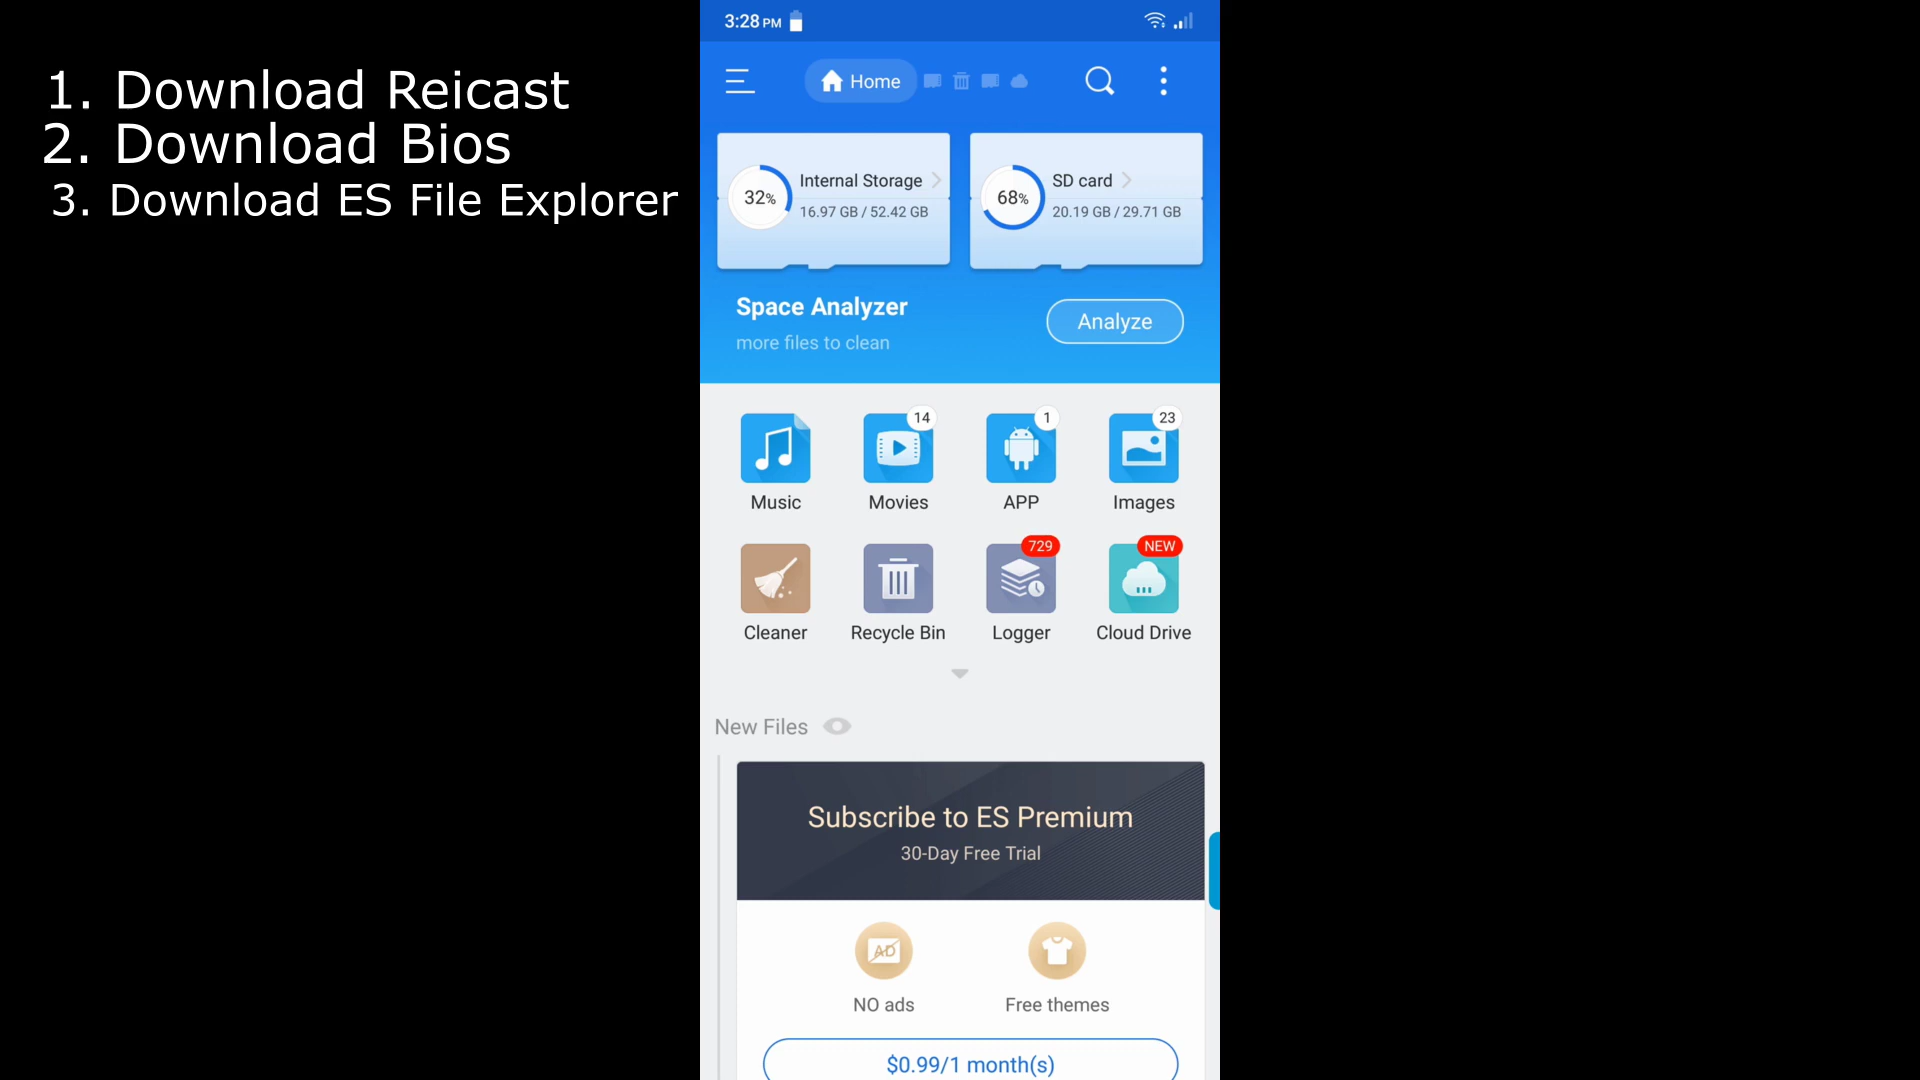 1. Download Reicast
2. Download Bios
3. Download ES File Explorer
3:28 PM
Home
32%
Internal Storage
16.97 GB / 52.42 GB
68%
SD card
20.19 GB / 29.71 GB
Space Analyzer
more files to clean
Analyze
14
1
23
Music
Movies
APP
Images
729
NEW
Cleaner
Recycle Bin
Logger
Cloud Drive
New Files
Subscribe to ES Premium
30-Day Free Trial
AD
NO ads
Free themes
$0.99/1 month(s)